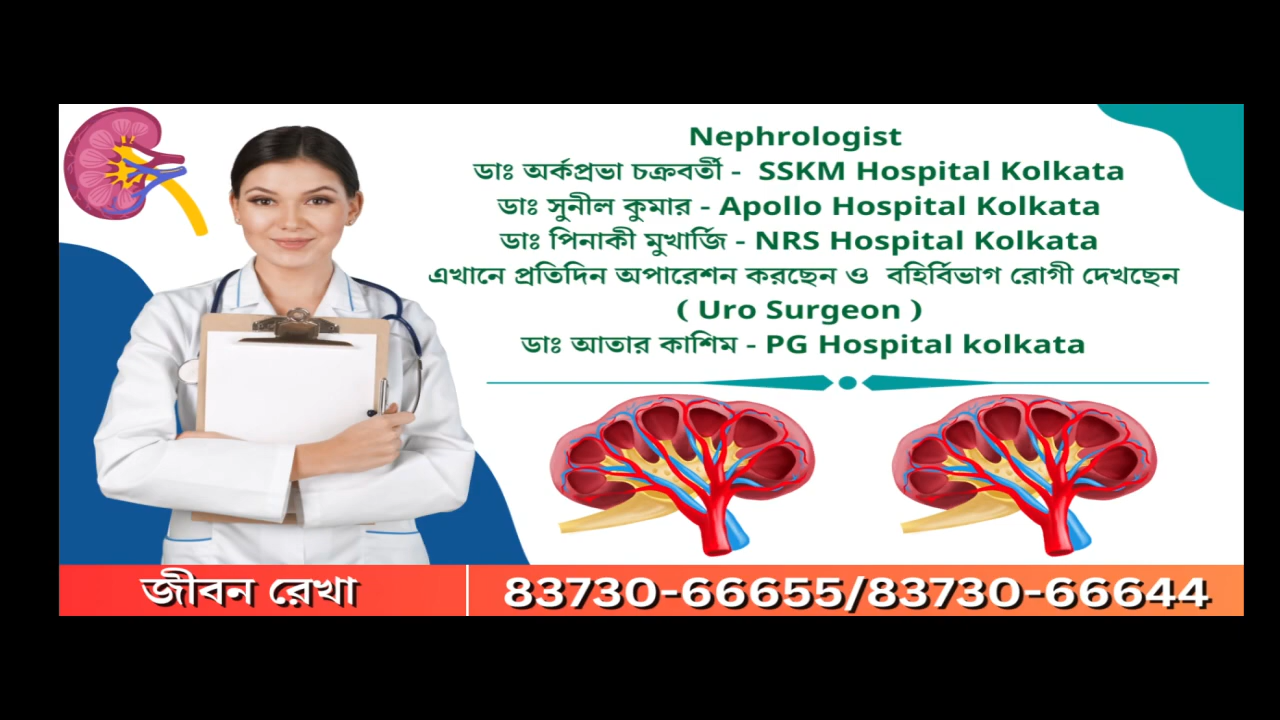 Nephrologist
ডাঃ অর্কপ্রভা চক্রবর্তী - SSKM Hospital Kolkata
ডাঃ সুনীল কুমার - Apollo Hospital Kolkata
ডাঃ পিনাকী মুখার্জি - NRS Hospital Kolkata
এখানে প্রতিদিন অপারেশন করছেন ও বহির্বিভাগ রোগী দেখছেন
( Uro Surgeon )
ডাঃ আতার কাশিম - PG Hospital kolkata
জীবন রেখা
83730-66655/83730-66644